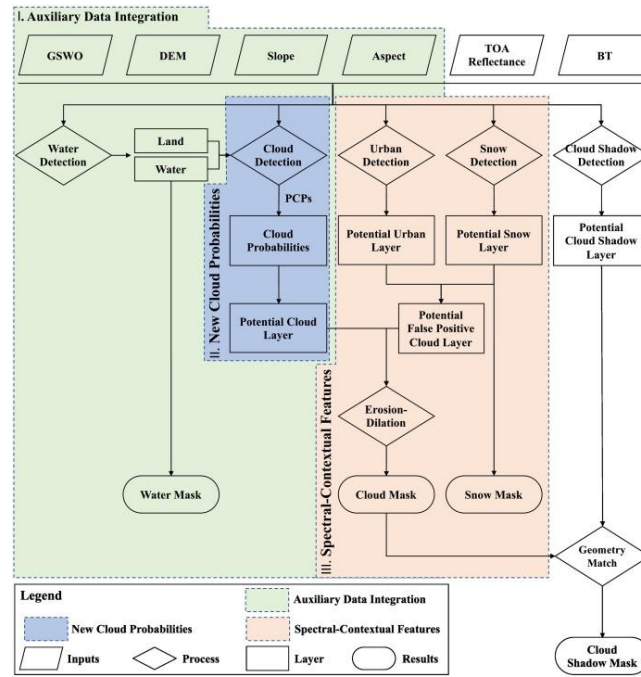 I. Auxiliary Data Integration
GSWO
DEM
Slope
Aspect
TOA
Reflectance
BT
Water
Detection
Land
Water
Cloud
Detection
Urban
Detection
Snow
Detection
Cloud Shadow
Detection
PCPs
Cloud
Probabilities
Potential Urban
Layer
Potential Snow
Layer
Potential
Cloud Shadow
Layer
II. New Cloud Probabilities
Potential Cloud
Layer
Potential
False Positive
Cloud Layer
III. Spectral-Contextual Features
Erosion-
Dilation
Water Mask
Cloud Mask
Snow Mask
Geometry
Match
Cloud
Shadow Mask
Legend
Auxiliary Data Integration
New Cloud Probabilities
Spectral-Contextual Features
Inputs
Process
Layer
Results